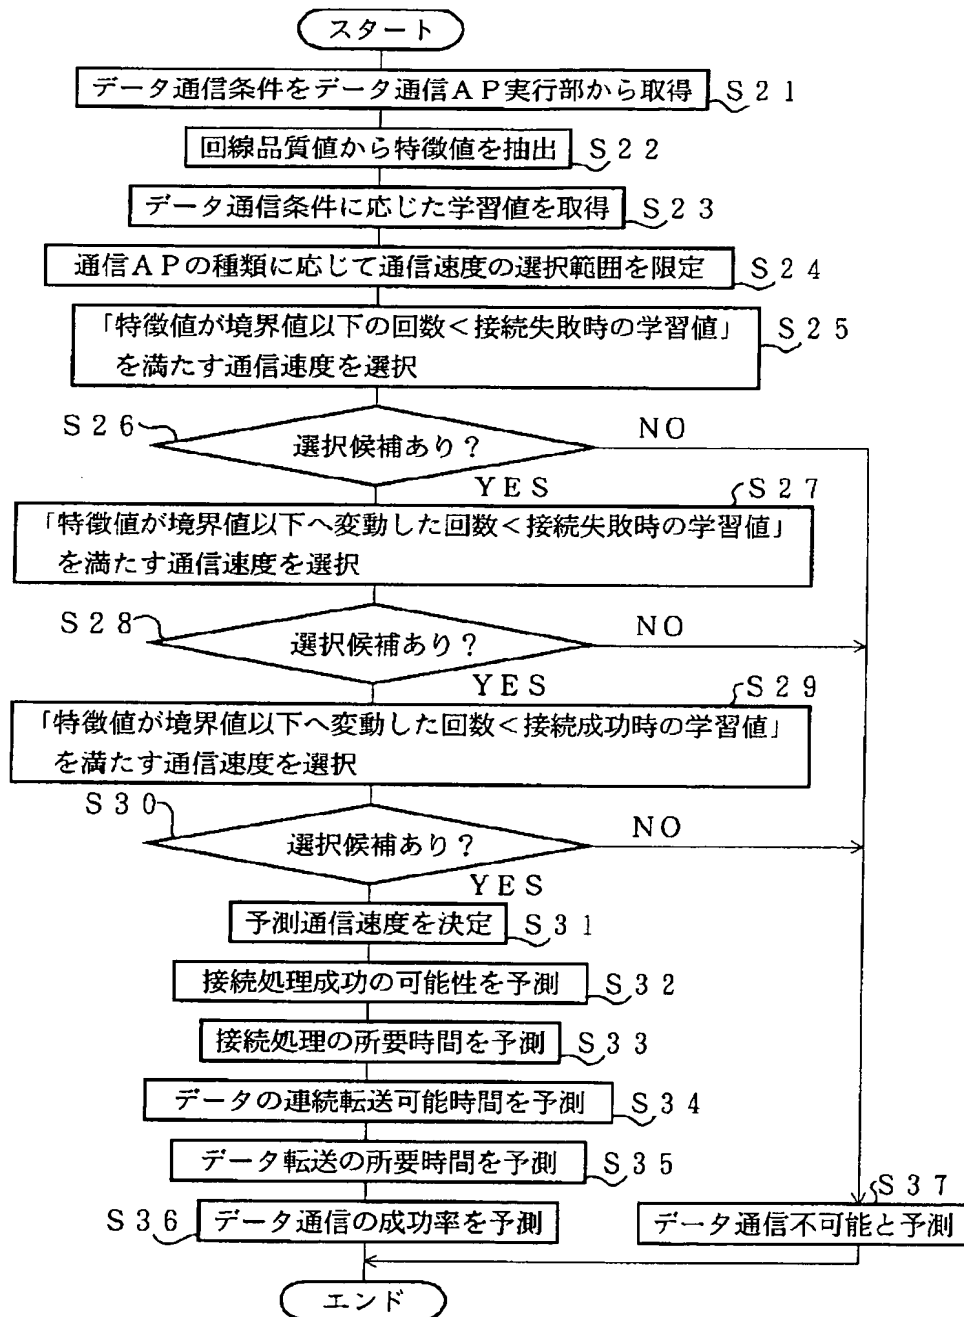 スタート
データ通信条件をデータ通信AP実行部から取得 S21
回線品質値から特徴値を抽出 S22
データ通信条件に応じた学習値を取得 S23
通信APの種類に応じて通信速度の選択範囲を限定 S24
「特徴値が境界値以下の回数<接続失敗時の学習値」 S25
を満たす通信速度を選択
S26 選択候補あり? NO
YES S27
「特徴値が境界値以下へ変動した回数<接続失敗時の学習値」
を満たす通信速度を選択
S28 選択候補あり? NO
YES S29
「特徴値が境界値以下へ変動した回数<接続成功時の学習値」
を満たす通信速度を選択
S30 選択候補あり? NO
YES
予測通信速度を決定 S31
接続処理成功の可能性を予測 S32
接続処理の所要時間を予測 S33
データの連続転送可能時間を予測 S34
データ転送の所要時間を予測 S35
S36 データ通信の成功率を予測
S37
データ通信不可能と予測
エンド